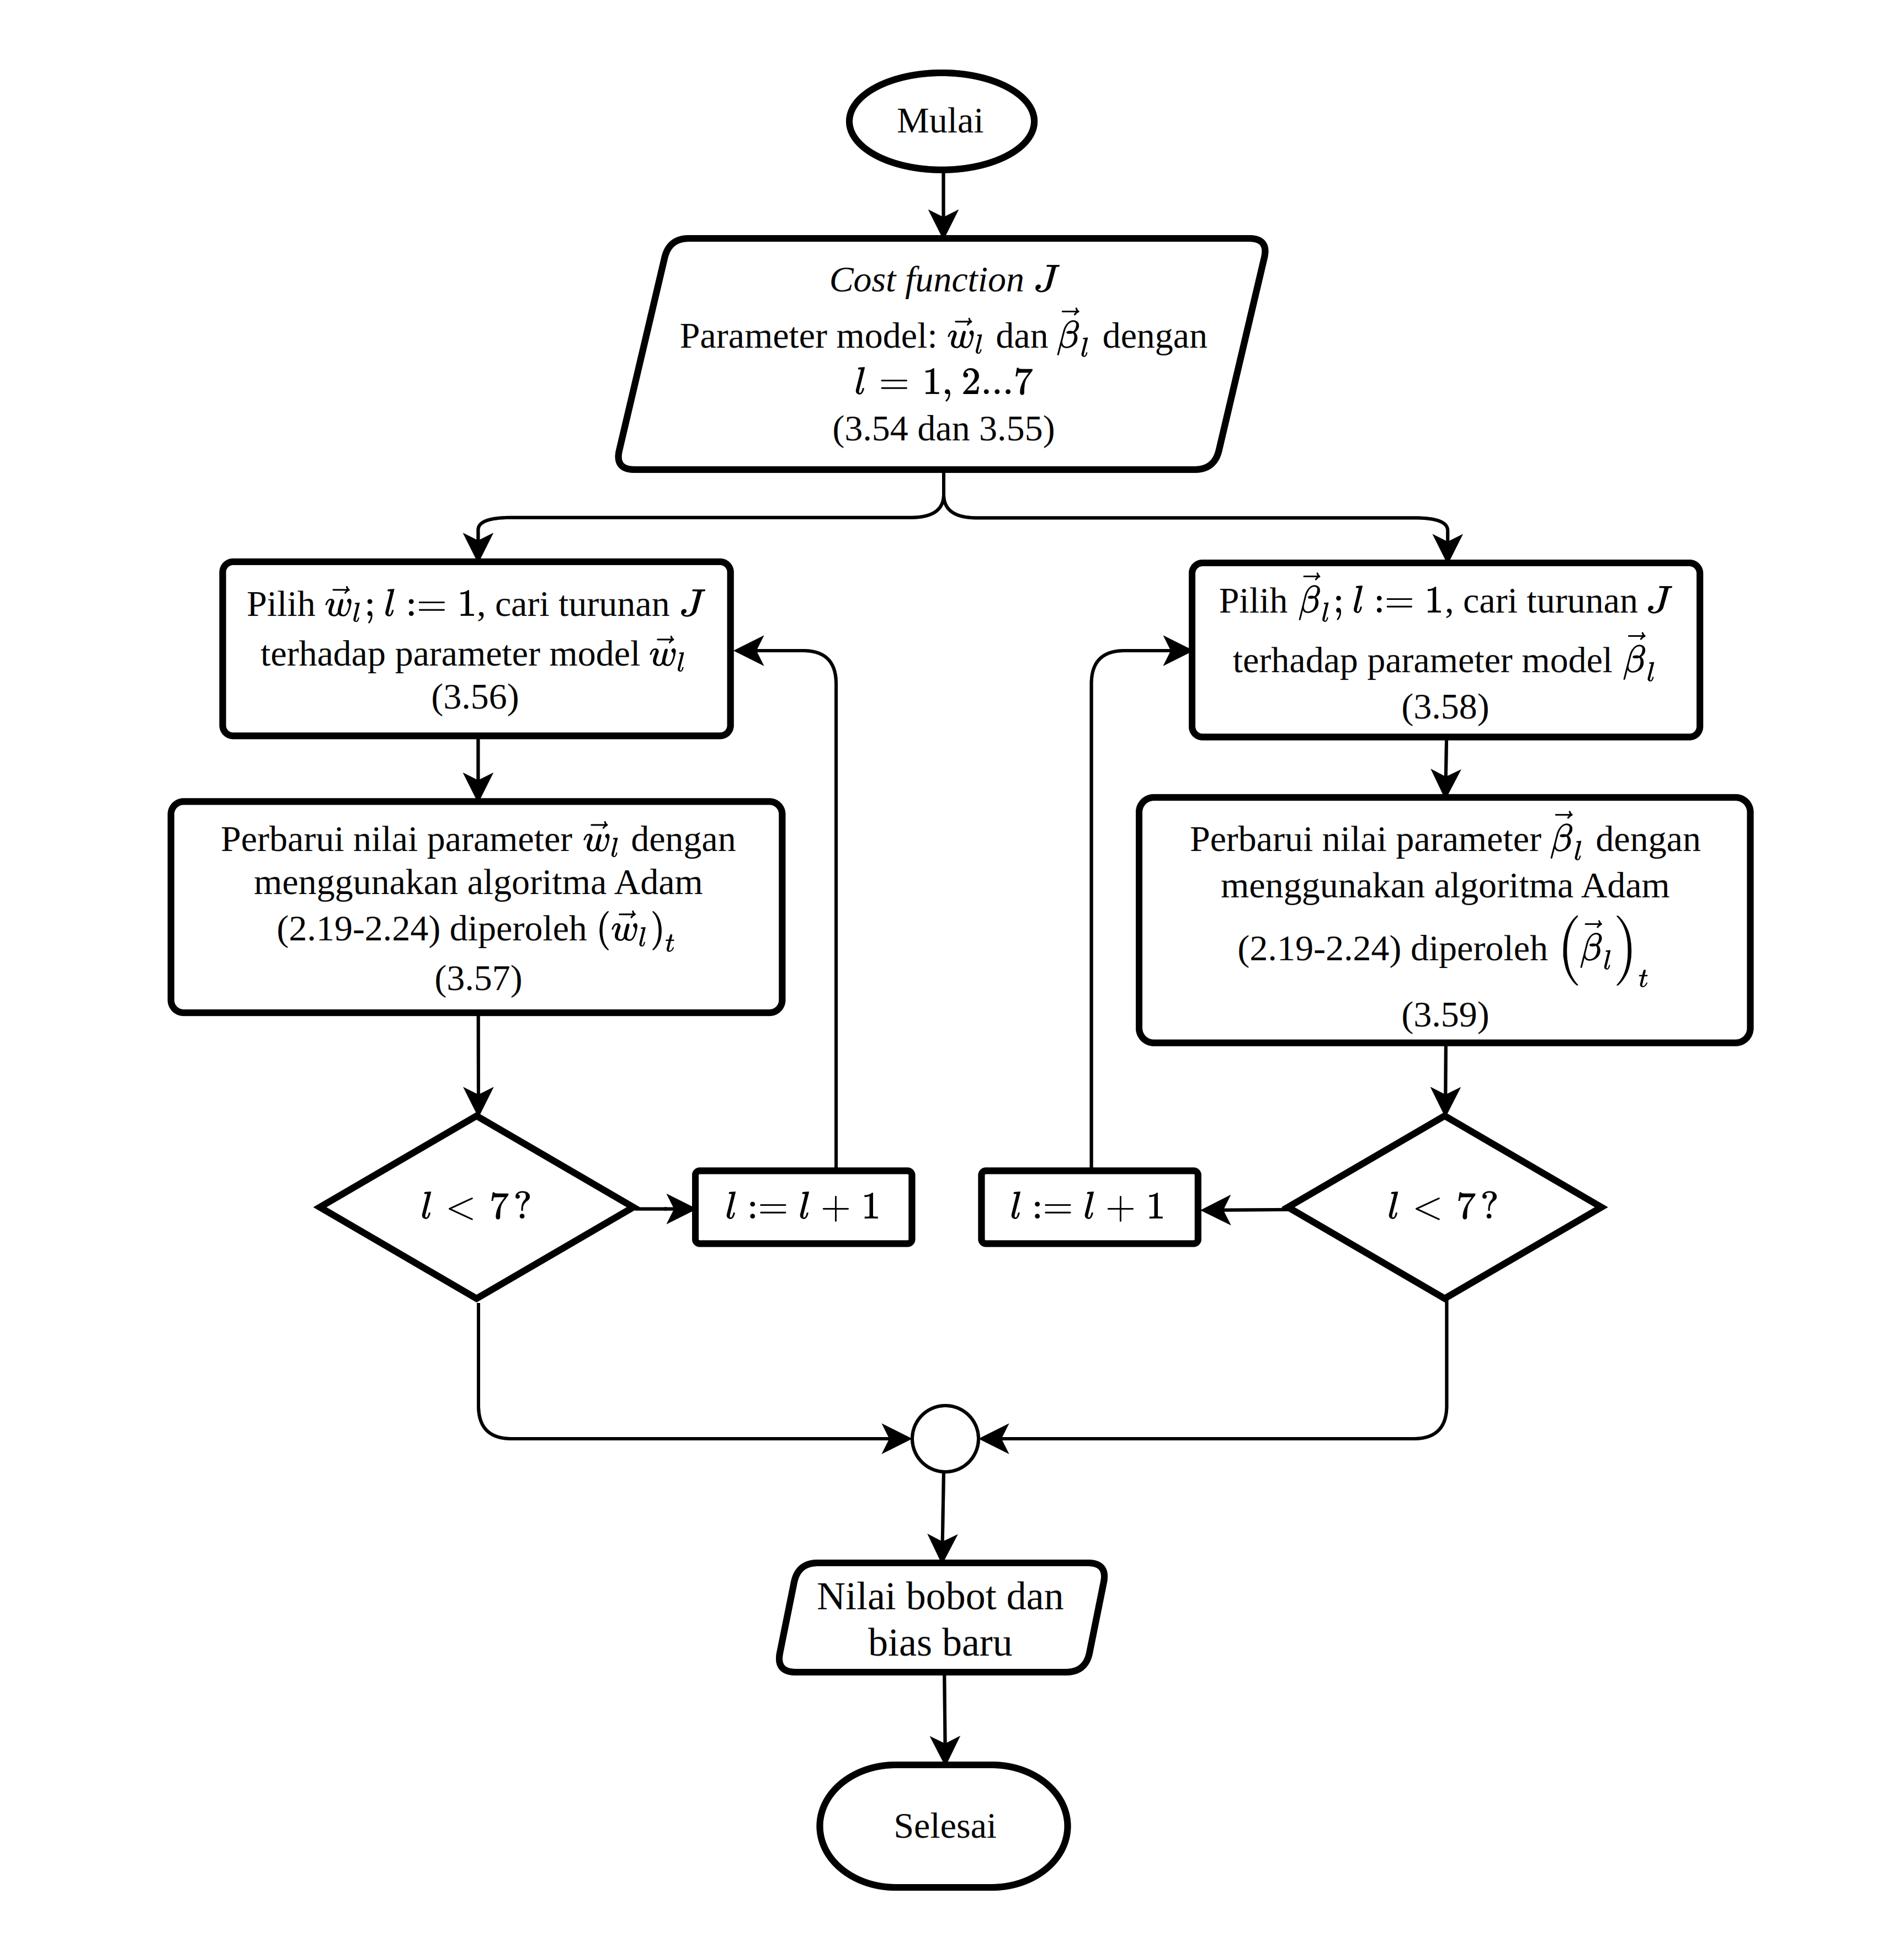 Mulai
Cost function J
Parameter model: $\vec{w}_l$ dan $\vec{\beta}_l$ dengan
$l = 1, 2...7$
(3.54 dan 3.55)
Pilih $\vec{w}_l; l := 1$, cari turunan $J$
terhadap parameter model $\vec{w}_l$
(3.56)
Perbarui nilai parameter $\vec{w}_l$ dengan
menggunakan algoritma Adam
(2.19-2.24) diperoleh $(\vec{w}_l)_t$
(3.57)
$l < 7?$
$l := l + 1$
Pilih $\vec{\beta}_l; l := 1$, cari turunan $J$
terhadap parameter model $\vec{\beta}_l$
(3.58)
Perbarui nilai parameter $\vec{\beta}_l$ dengan
menggunakan algoritma Adam
(2.19-2.24) diperoleh $(\vec{\beta}_l)_t$
(3.59)
$l < 7?$
$l := l + 1$
Nilai bobot dan
bias baru
Selesai